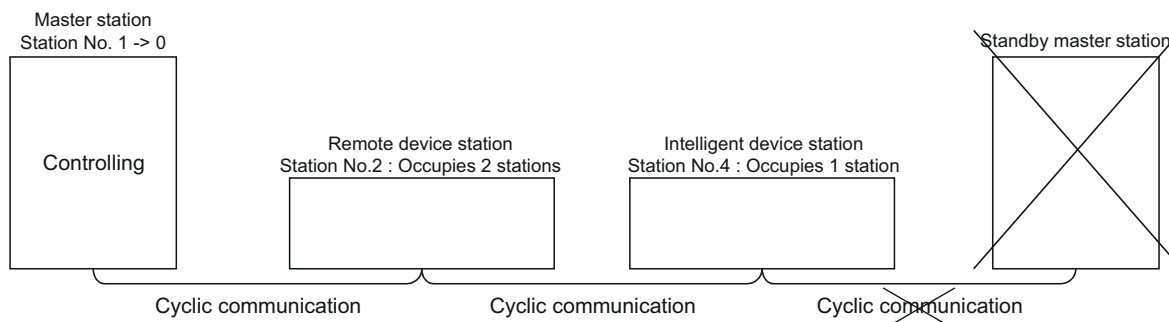 Master station
Station No. 1 -> 0
Standby master station
Controlling
Remote device station
Station No.2 : Occupies 2 stations
Intelligent device station
Station No.4 : Occupies 1 station
Cyclic communication
Cyclic communication
Cyclic communication